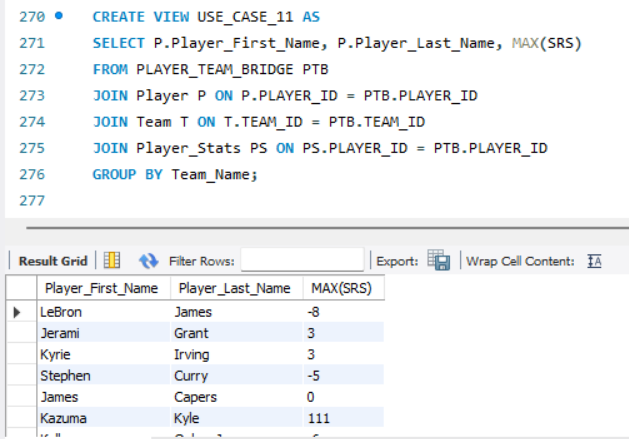 270 CREATE VIEW USE_CASE_11 AS
271 SELECT P.Player_First_Name, P.Player_Last_Name, MAX(SRS)
272 FROM PLAYER_TEAM_BRIDGE PTB
273 JOIN Player P ON P.PLAYER_ID = PTB.PLAYER_ID
274 JOIN Team T ON T.TEAM_ID = PTB.TEAM_ID
275 JOIN Player_Stats PS ON PS.PLAYER_ID = PTB.PLAYER_ID
276 GROUP BY Team_Name;
277
Result Grid Filter Rows: Export: Wrap Cell Content: IA
Player_First_Name Player_Last_Name MAX(SRS)
LeBron James -8
Jerami Grant 3
Kyrie Irving 3
Stephen Curry -5
James Capers 0
Kazuma Kyle 111